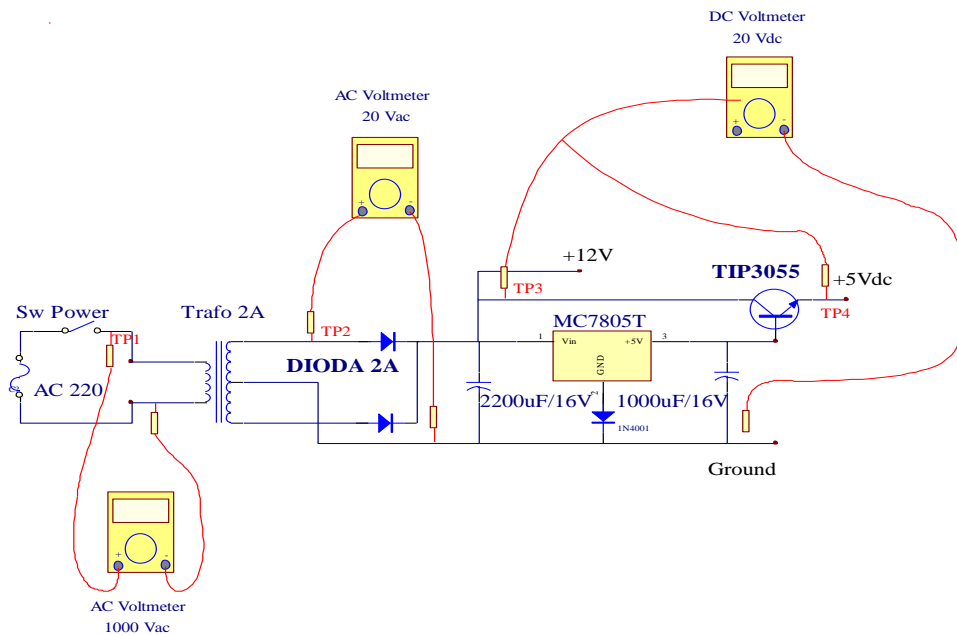 DC Voltmeter
20 Vdc
+ -
AC Voltmeter
20 Vac
+ -
+12V
TP3
TIP3055
+5Vdc
TP4
Sw Power
Trafo 2A
TP1
TP2
MC7805T
1 Vin +5V 3
GND
2
DIODA 2A
AC 220
2200uF/16V
1000uF/16V
1N4001
Ground
+ -
AC Voltmeter
1000 Vac